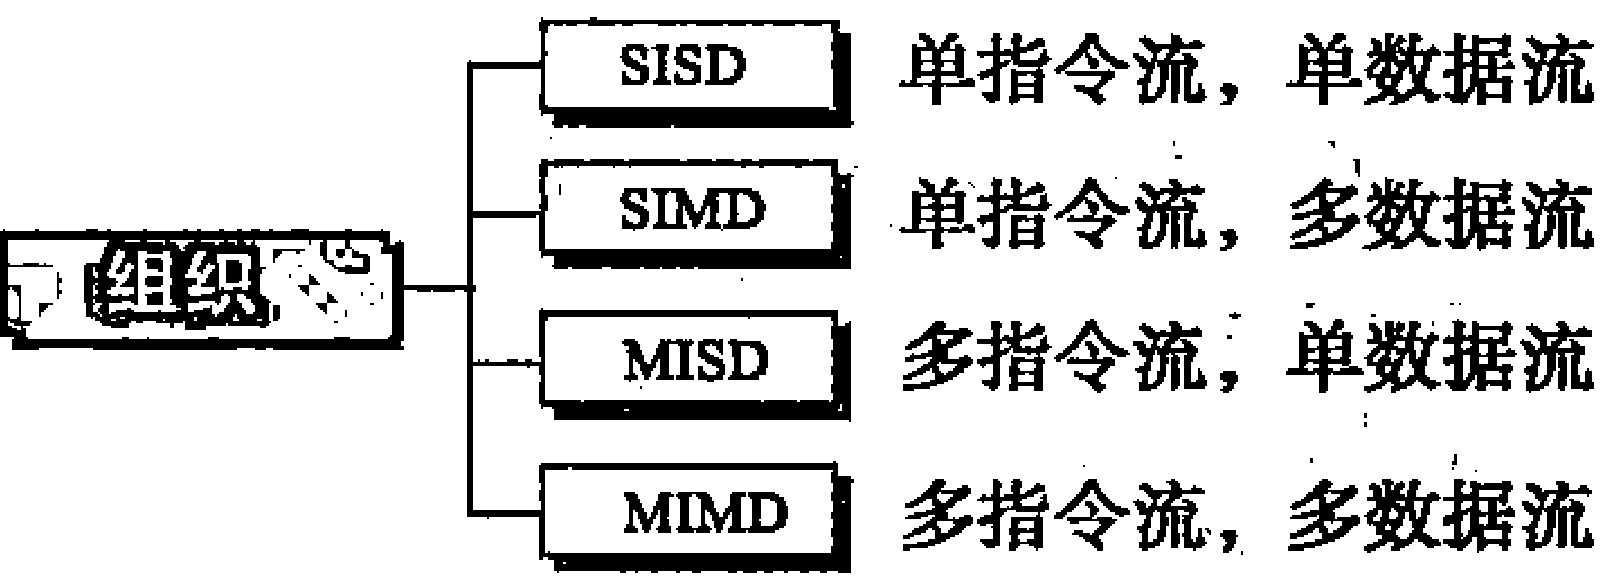 SISD 单指令流，单数据流
SIMD 单指令流，多数据流
组织
MISD 多指令流，单数据流
MIMD 多指令流，多数据流